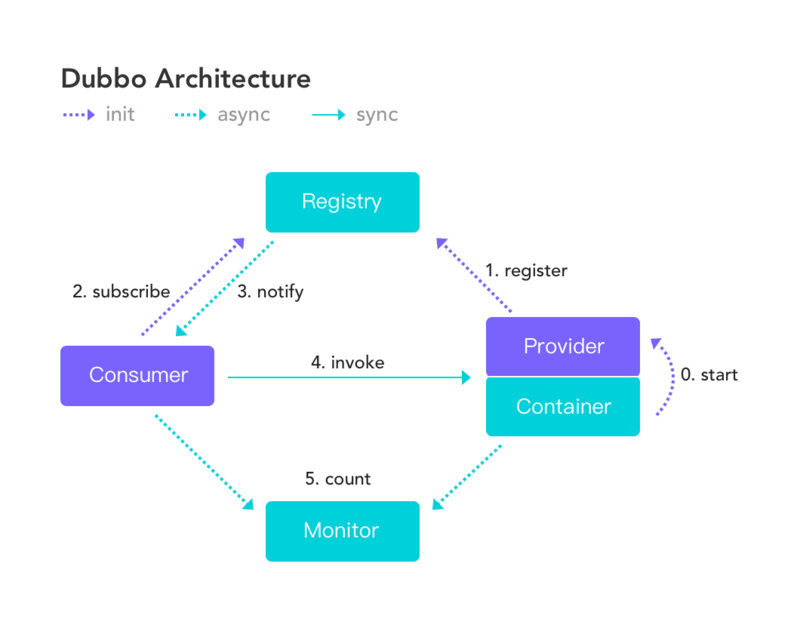 Dubbo Architecture
init async sync
Registry
1. register
2. subscribe 3. notify
Provider
4. invoke
Consumer
0. start
Container
5. count
Monitor